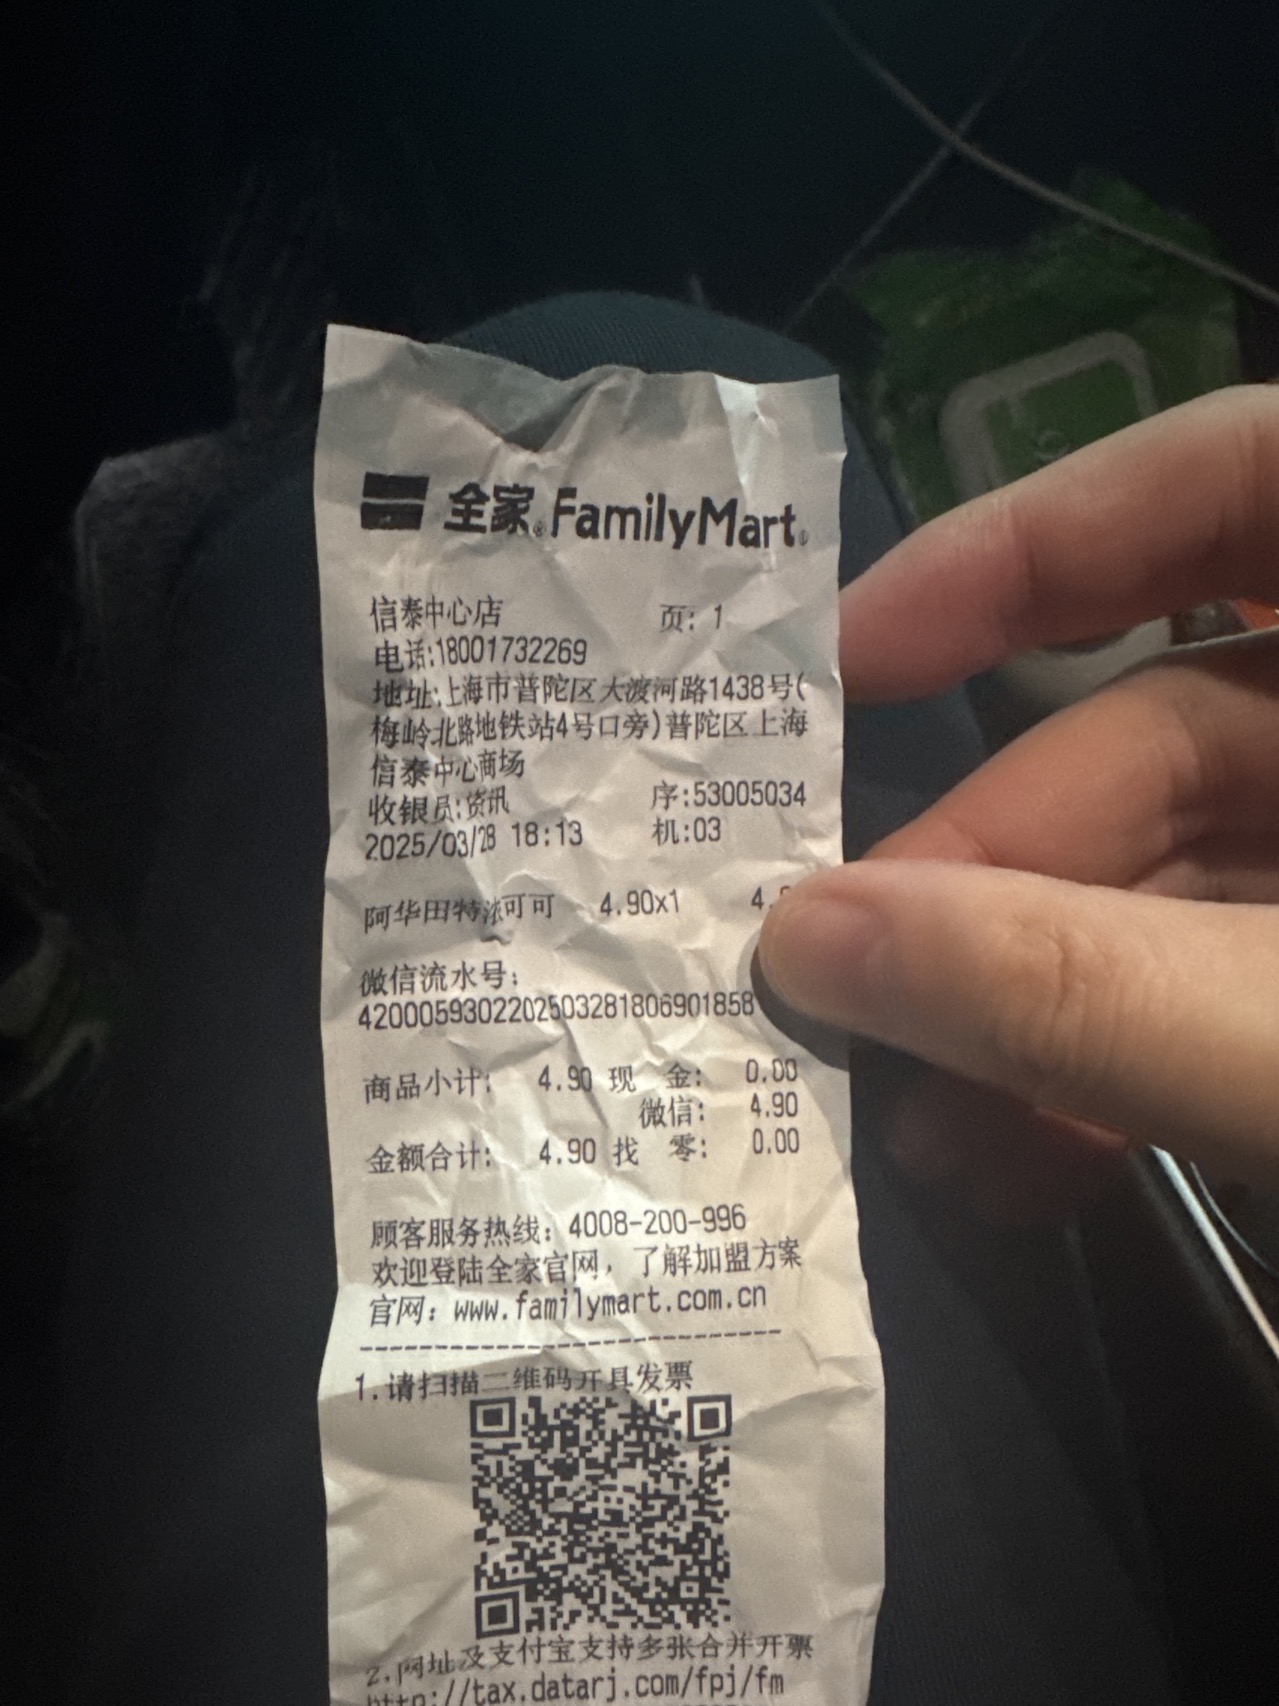 全家® FamilyMart®
信泰中心店 页: 1
电话:18001732269
地址:上海市普陀区大渡河路1438号(
梅岭北路地铁站4号口旁)普陀区上海
信泰中心商场
收银员:资讯 序:53005034
2025/03/28 18:13 机:03
阿华田特浓可可 4.90x1 4.
微信流水号:
4200059302202503281806901858
商品小计: 4.90 现 金: 0.00
微信: 4.90
金额合计: 4.90 找 零: 0.00
顾客服务热线: 4008-200-996
欢迎登陆全家官网, 了解加盟方案
官网: www.familymart.com.cn
1.请扫描二维码开具发票
2.网址及支付宝支持多张合并开票
http://tax.datarj.com/fpj/fm